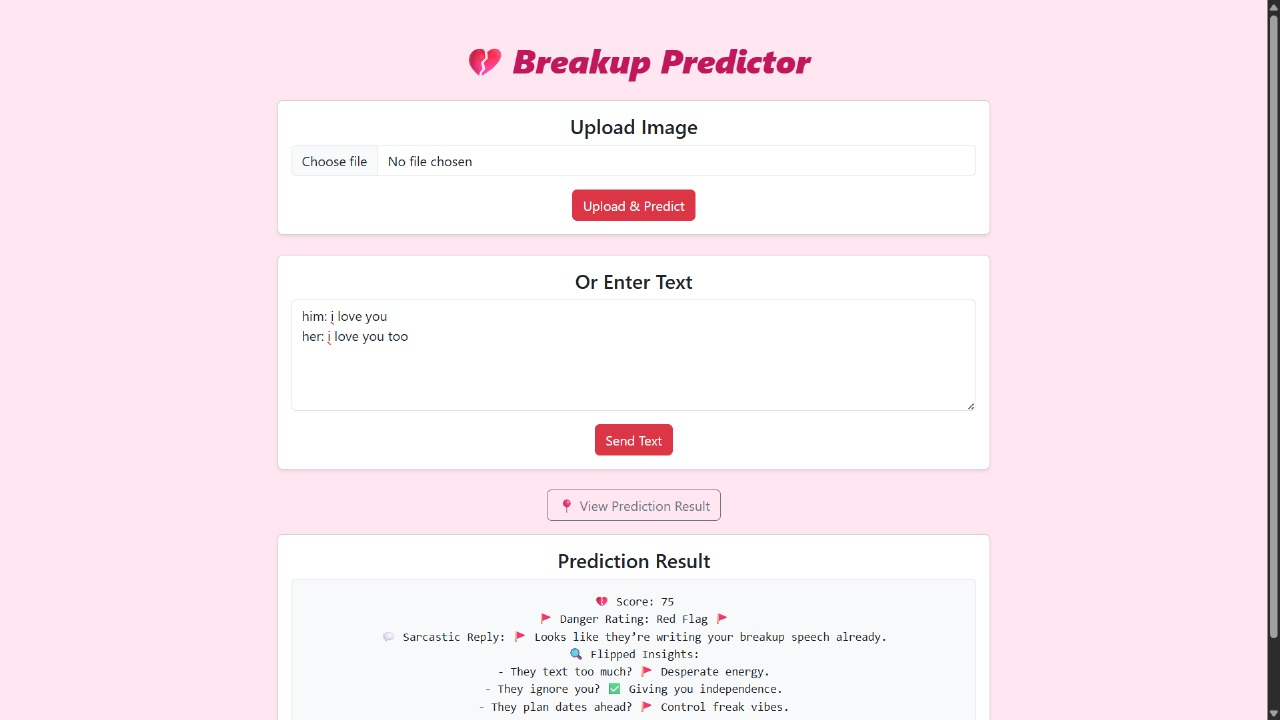 💔 Breakup Predictor
Upload Image
Choose file No file chosen
Upload & Predict
Or Enter Text
him: i love you
her: i love you too
Send Text
📍 View Prediction Result
Prediction Result
💔 Score: 75
🚩 Danger Rating: Red Flag 🚩
💬 Sarcastic Reply: 🚩 Looks like they’re writing your breakup speech already.
🔍 Flipped Insights:
- They text too much? 🚩 Desperate energy.
- They ignore you? ✅ Giving you independence.
- They plan dates ahead? 🚩 Control freak vibes.